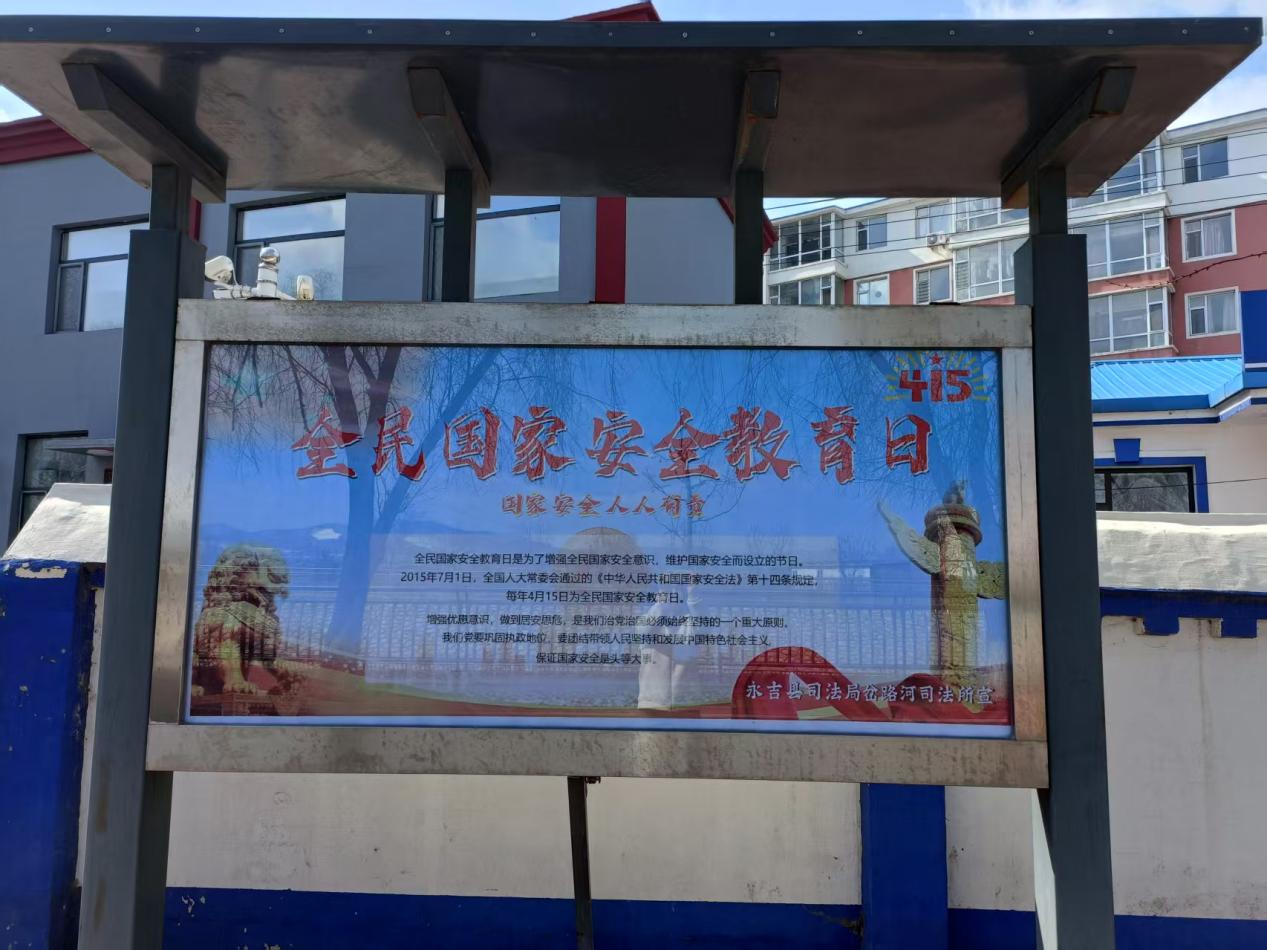 415
全民国家安全教育日
国家安全人人有责
全民国家安全教育日是为了增强全民国家安全意识、维护国家安全而设立的节日。
2015年7月1日，全国人大常委会通过的《中华人民共和国国家安全法》第十四条规定，
每年4月15日为全民国家安全教育日。
增强忧患意识，做到居安思危，是我们治党治国必须始终坚持的一个重大原则。
我们党要巩固执政地位，要团结带领人民坚持和发展中国特色社会主义，
保证国家安全是头等大事。
永吉县司法局岔路河司法所宣